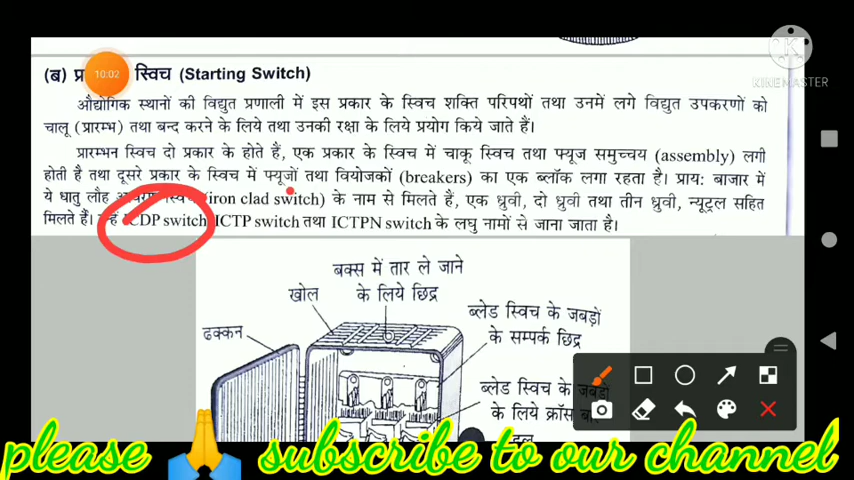 (ब) स्विच (Starting Switch)
10:02
KINEMASTER
औद्योगिक स्थानों की विद्युत प्रणाली में इस प्रकार के स्विच शक्ति परिपथों तथा उनमें लगे विद्युत उपकरणों को
चालू (प्रारम्भ) तथा बन्द करने के लिये तथा उनकी रक्षा के लिए प्रयोग किये जाते हैं।
प्रारम्भन स्विच दो प्रकार के होते हैं, एक प्रकार के स्विच में चाकू स्विच तथा फ्यूज समुच्चय (assembly) लगी
होती है तथा दूसरे प्रकार के स्विच में फ्यूजों तथा वियोजकों (breakers) का एक ब्लॉक लगा रहता है। प्राय: बाजार में
ये धातु लौह (iron clad switch) के नाम से मिलते हैं, एक ध्रुवी, दो ध्रुवी तथा तीन ध्रुवी, न्यूट्रल सहित
मिलते हैं। ICDP switch, ICTP switch तथा ICTPN switch के लघु नामों से जाना जाता है।
बक्स में तार ले जाने
के लिये छिद्र
खोल
ढक्कन
ब्लेड स्विच के जबड़ों
के सम्पर्क छिद्र
ब्लेड स्विच के जबड़ों
के लिये क्रॉस
please 🙏 subscribe to our channel